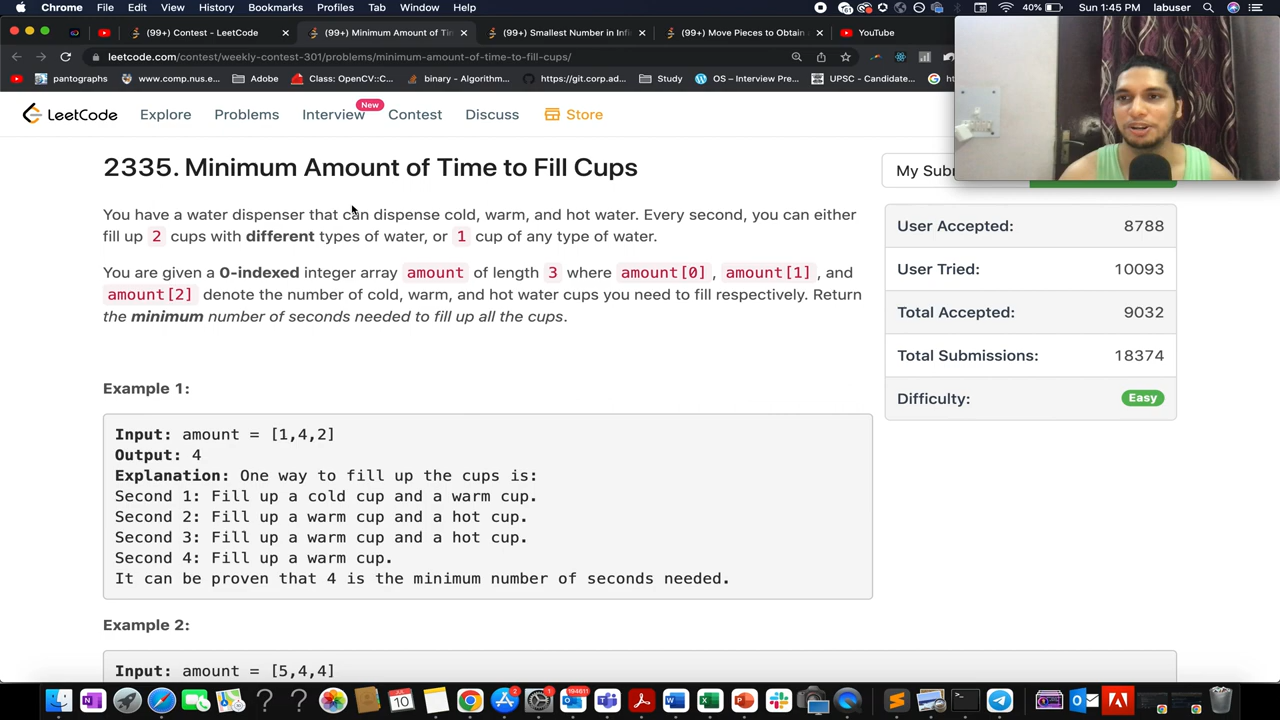 Chrome File Edit View History Bookmarks Profiles Tab Window Help 61 40% Sun 1:45 PM labuser
(99+) Contest - LeetCode × (99+) Minimum Amount of Ti × (99+) Smallest Number in Infi × (99+) Move Pieces to Obtain × YouTube
leetcode.com/contest/weekly-contest-301/problems/minimum-amount-of-time-to-fill-cups/
pantographs www.comp.nus.e... Adobe Class: OpenCV::C... binary - Algorithm... https://git.corp.ad... Study OS – Interview Pre... UPSC - Candidate...
LeetCode Explore Problems Interview New Contest Discuss Store
2335. Minimum Amount of Time to Fill Cups
My Sub
You have a water dispenser that can dispense cold, warm, and hot water. Every second, you can either
fill up 2 cups with different types of water, or 1 cup of any type of water.
You are given a 0-indexed integer array amount of length 3 where amount[0], amount[1], and
amount[2] denote the number of cold, warm, and hot water cups you need to fill respectively. Return
the minimum number of seconds needed to fill up all the cups.
User Accepted: 8788
User Tried: 10093
Total Accepted: 9032
Total Submissions: 18374
Difficulty: Easy
Example 1:
Input: amount = [1,4,2]
Output: 4
Explanation: One way to fill up the cups is:
Second 1: Fill up a cold cup and a warm cup.
Second 2: Fill up a warm cup and a hot cup.
Second 3: Fill up a warm cup and a hot cup.
Second 4: Fill up a warm cup.
It can be proven that 4 is the minimum number of seconds needed.
Example 2:
Input: amount = [5,4,4]